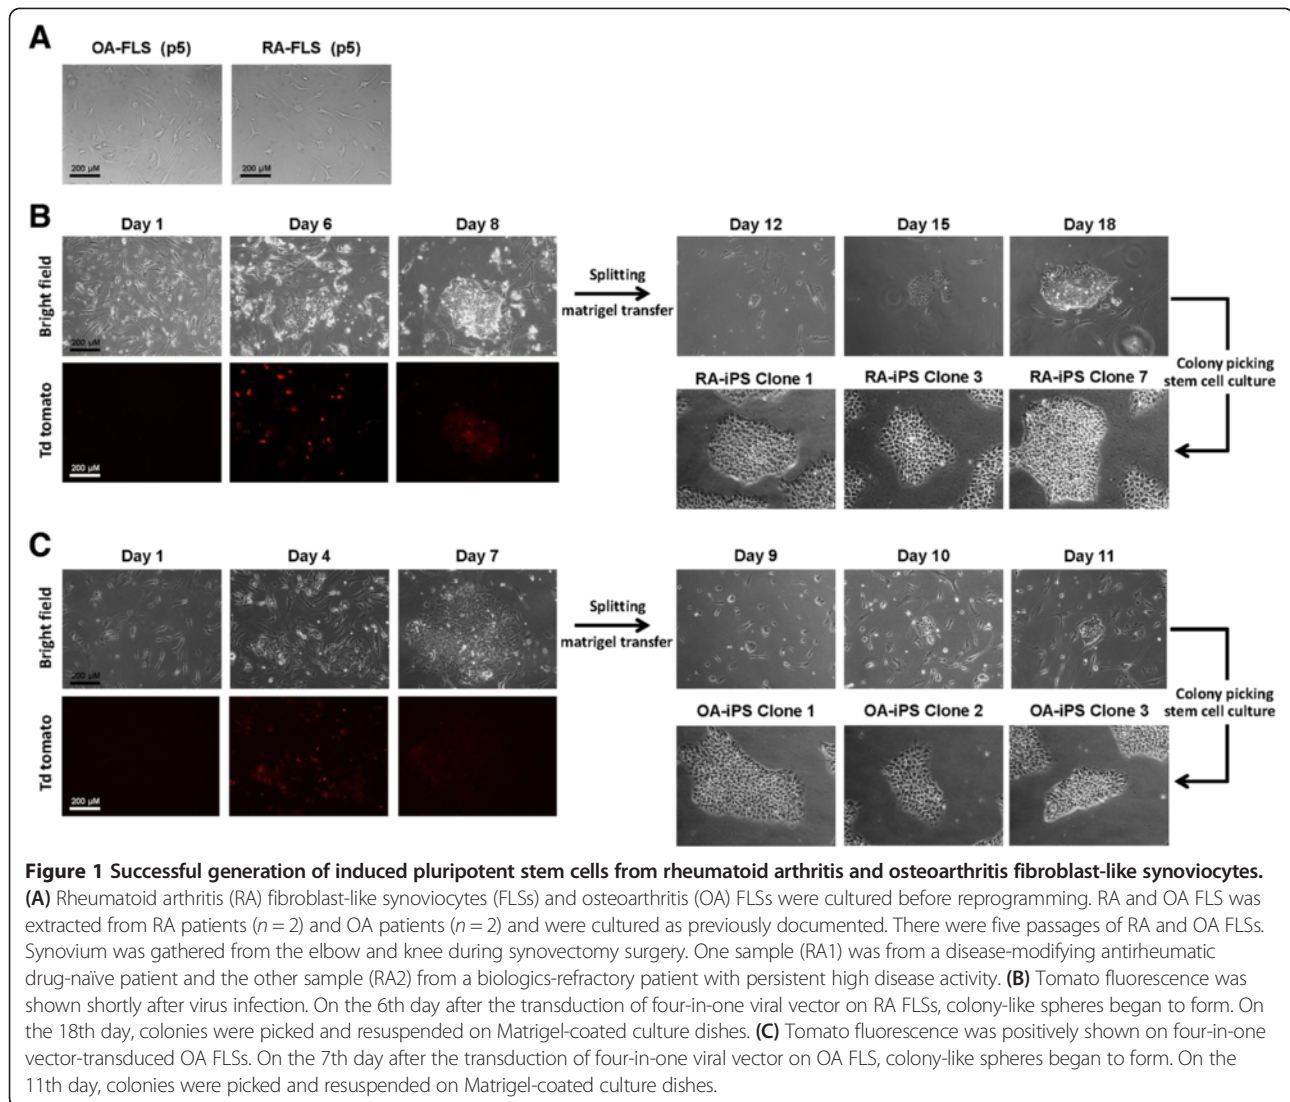 A
OA-FLS (p5)
RA-FLS (p5)
200 μM
200 μM
B
Day 1
Day 6
Day 8
Day 12
Day 15
Day 18
Bright field
200 μM
Splitting
matrigel transfer
Colony picking
stem cell culture
RA-iPS Clone 1
RA-iPS Clone 3
RA-iPS Clone 7
Td tomato
200 μM
C
Day 1
Day 4
Day 7
Day 9
Day 10
Day 11
Bright field
200 μM
Splitting
matrigel transfer
Colony picking
stem cell culture
OA-iPS Clone 1
OA-iPS Clone 2
OA-iPS Clone 3
Td tomato
200 μM
Figure 1 Successful generation of induced pluripotent stem cells from rheumatoid arthritis and osteoarthritis fibroblast-like synoviocytes.
(A) Rheumatoid arthritis (RA) fibroblast-like synoviocytes (FLSs) and osteoarthritis (OA) FLSs were cultured before reprogramming. RA and OA FLS was
extracted from RA patients (n = 2) and OA patients (n = 2) and were cultured as previously documented. There were five passages of RA and OA FLSs.
Synovium was gathered from the elbow and knee during synovectomy surgery. One sample (RA1) was from a disease-modifying antirheumatic
drug-naïve patient and the other sample (RA2) from a biologics-refractory patient with persistent high disease activity. (B) Tomato fluorescence was
shown shortly after virus infection. On the 6th day after the transduction of four-in-one viral vector on RA FLSs, colony-like spheres began to form. On
the 18th day, colonies were picked and resuspended on Matrigel-coated culture dishes. (C) Tomato fluorescence was positively shown on four-in-one
vector-transduced OA FLSs. On the 7th day after the transduction of four-in-one viral vector on OA FLS, colony-like spheres began to form. On the
11th day, colonies were picked and resuspended on Matrigel-coated culture dishes.